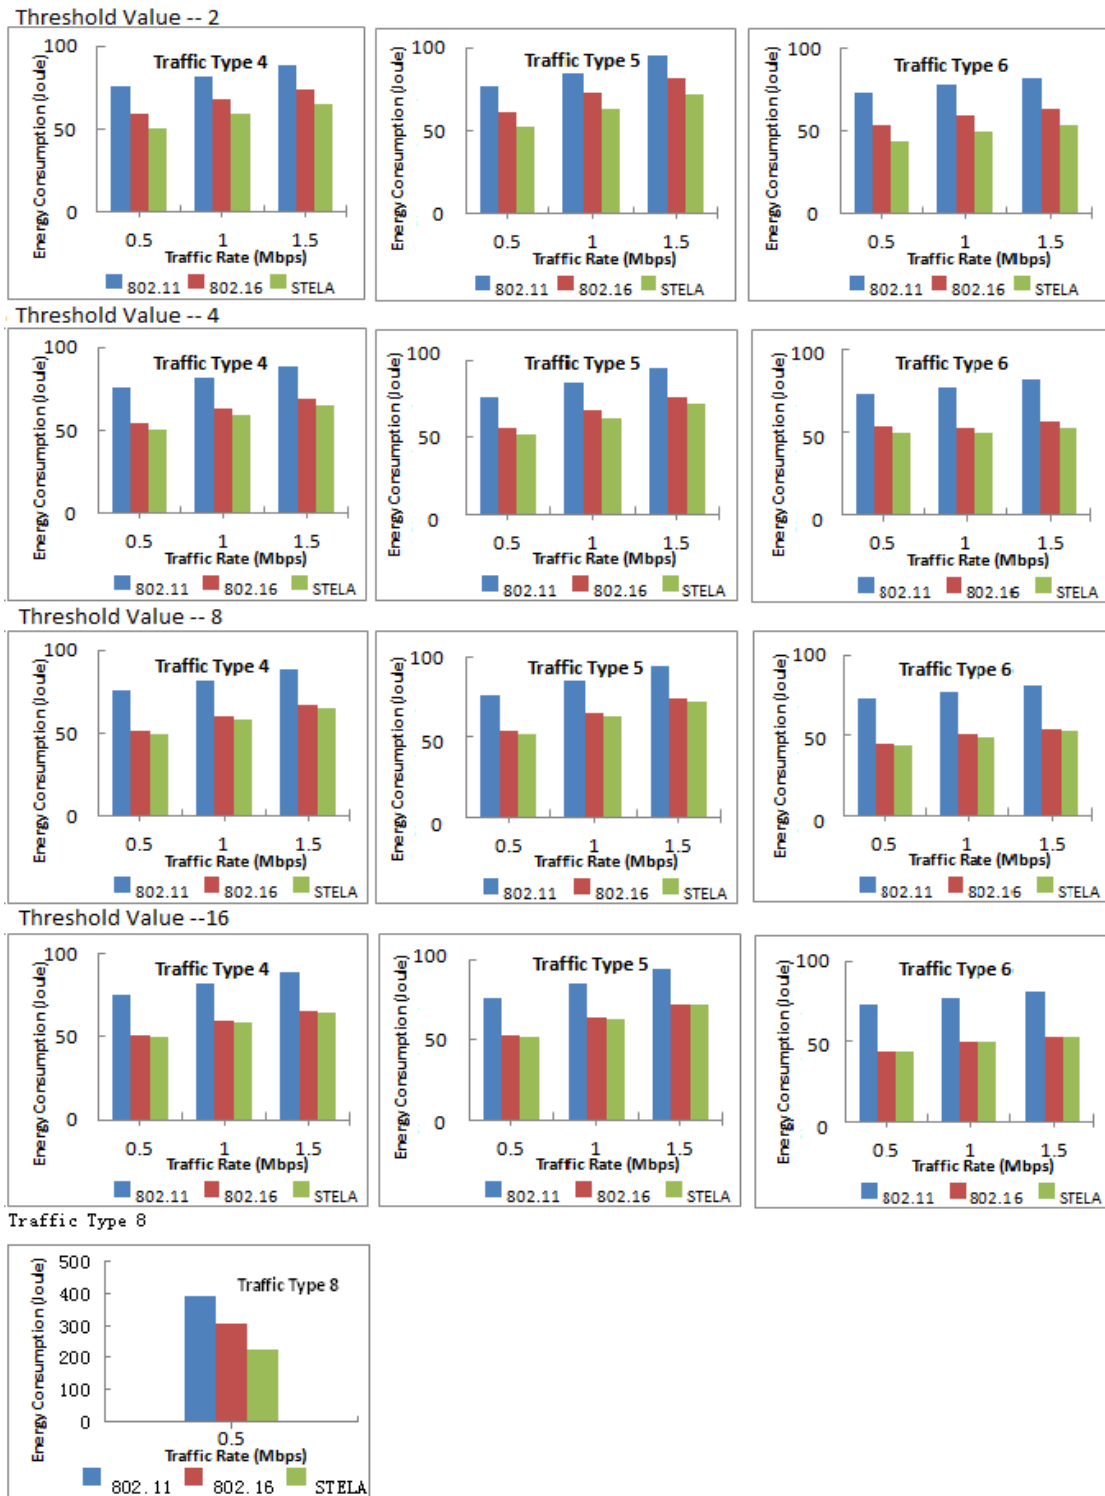 Threshold Value -- 2
Energy Consumption (Joule)
100
50
0
Traffic Type 4
0.5 1 1.5
Traffic Rate (Mbps)
802.11 802.16 STELA
Energy Consumption (Joule)
100
50
0
Traffic Type 5
0.5 1 1.5
Traffic Rate (Mbps)
802.11 802.16 STELA
Energy Consumption (Joule)
100
50
0
Traffic Type 6
0.5 1 1.5
Traffic Rate (Mbps)
802.11 802.16 STELA
Threshold Value -- 4
Energy Consumption (Joule)
100
50
0
Traffic Type 4
0.5 1 1.5
Traffic Rate (Mbps)
802.11 802.16 STELA
Energy Consumption (Joule)
100
50
0
Traffic Type 5
0.5 1 1.5
Traffic Rate (Mbps)
802.11 802.16 STELA
Energy Consumption (Joule)
100
50
0
Traffic Type 6
0.5 1 1.5
Traffic Rate (Mbps)
802.11 802.16 STELA
Threshold Value -- 8
Energy Consumption (Joule)
100
50
0
Traffic Type 4
0.5 1 1.5
Traffic Rate (Mbps)
802.11 802.16 STELA
Energy Consumption (Joule)
100
50
0
Traffic Type 5
0.5 1 1.5
Traffic Rate (Mbps)
802.11 802.16 STELA
Energy Consumption (Joule)
100
50
0
Traffic Type 6
0.5 1 1.5
Traffic Rate (Mbps)
802.11 802.16 STELA
Threshold Value --16
Energy Consumption (Joule)
100
50
0
Traffic Type 4
0.5 1 1.5
Traffic Rate (Mbps)
802.11 802.16 STELA
Energy Consumption (Joule)
100
50
0
Traffic Type 5
0.5 1 1.5
Traffic Rate (Mbps)
802.11 802.16 STELA
Energy Consumption (Joule)
100
50
0
Traffic Type 6
0.5 1 1.5
Traffic Rate (Mbps)
802.11 802.16 STELA
Traffic Type 8
Energy Consumption (Joule)
500
400
300
200
100
0
Traffic Type 8
0.5
Traffic Rate (Mbps)
802.11 802.16 STELA